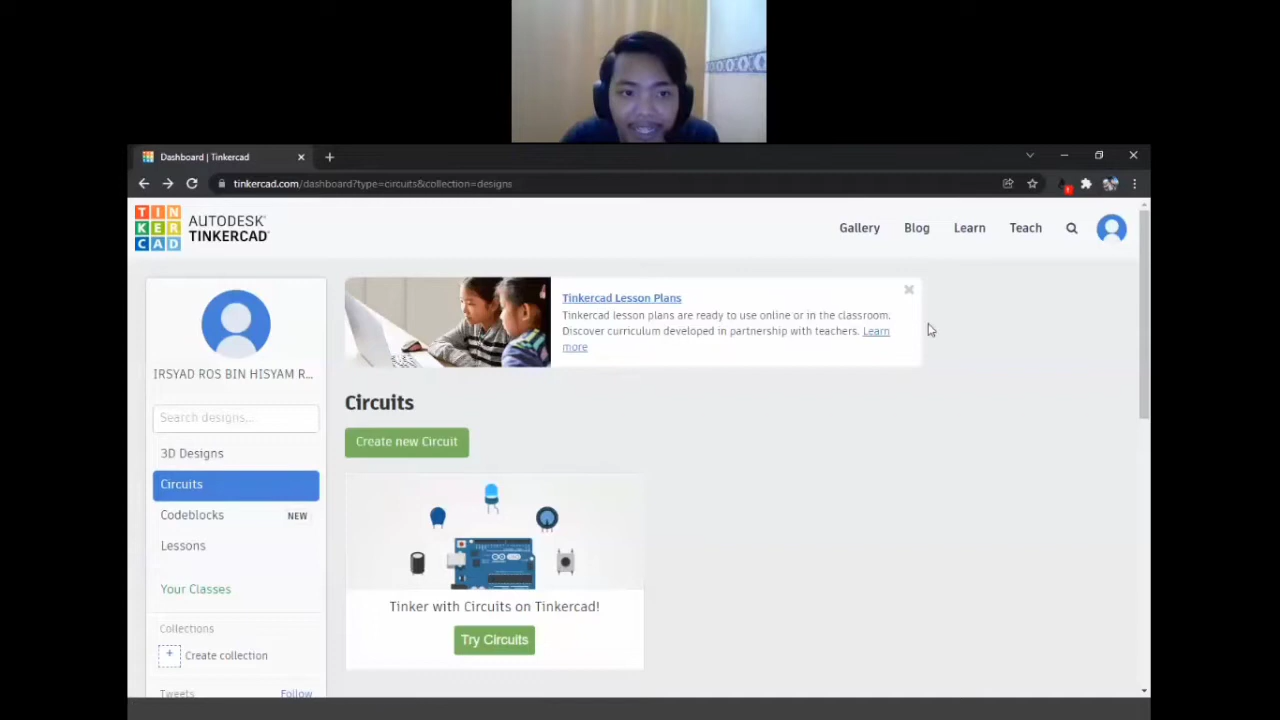 Dashboard | Tinkercad
tinkercad.com/dashboard?type=circuits&collection=designs
1
TIN
KER
CAD
AUTODESK®
TINKERCAD®
Gallery Blog Learn Teach
IRSYAD ROS BIN HISYAM R...
Search designs...
3D Designs
Circuits
Codeblocks NEW
Lessons
Your Classes
Collections
+ Create collection
Tweets Follow
Tinkercad Lesson Plans
Tinkercad lesson plans are ready to use online or in the classroom.
Discover curriculum developed in partnership with teachers. Learn
more
Circuits
Create new Circuit
Tinker with Circuits on Tinkercad!
Try Circuits